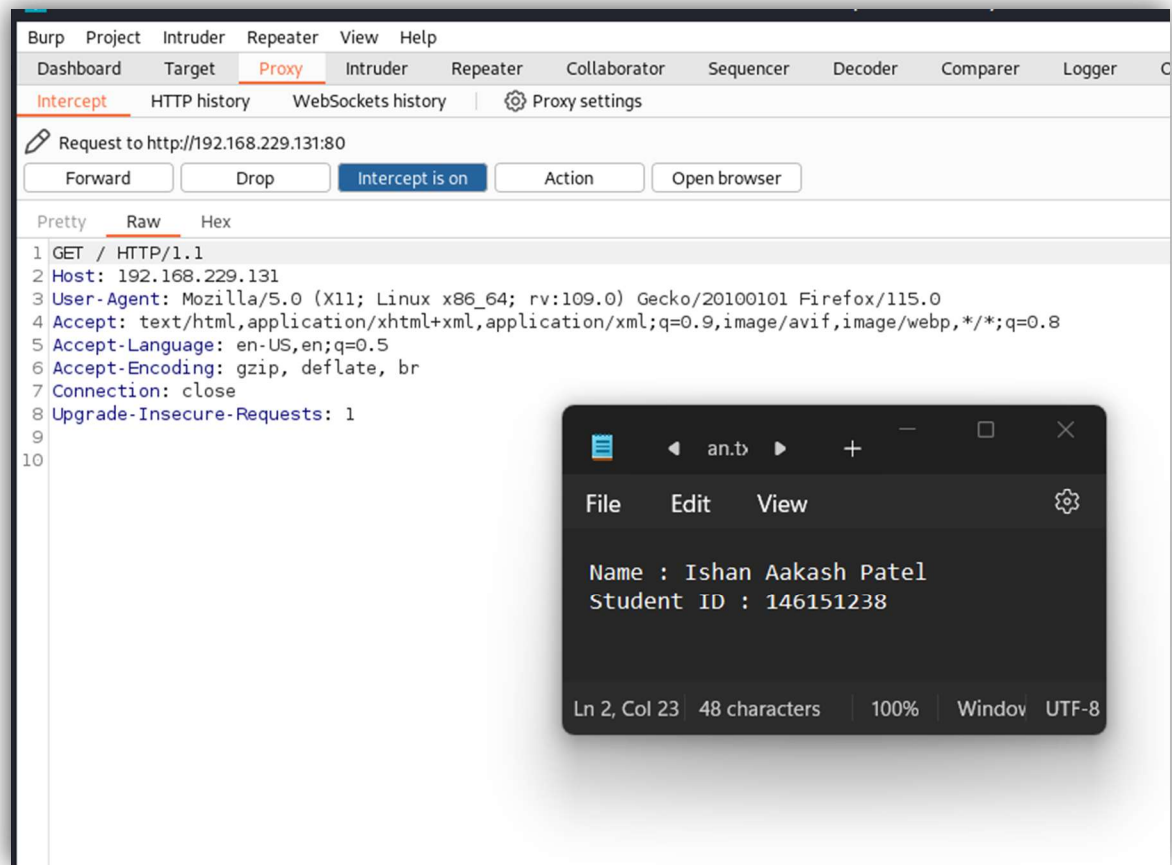 Burp Project Intruder Repeater View Help
Dashboard Target Proxy Intruder Repeater Collaborator Sequencer Decoder Comparer Logger
Intercept HTTP history WebSockets history Proxy settings
Request to http://192.168.229.131:80
Forward Drop Intercept is on Action Open browser
Pretty Raw Hex
1 GET / HTTP/1.1
2 Host: 192.168.229.131
3 User-Agent: Mozilla/5.0 (X11; Linux x86_64; rv:109.0) Gecko/20100101 Firefox/115.0
4 Accept: text/html,application/xhtml+xml,application/xml;q=0.9,image/avif,image/webp,*/*;q=0.8
5 Accept-Language: en-US,en;q=0.5
6 Accept-Encoding: gzip, deflate, br
7 Connection: close
8 Upgrade-Insecure-Requests: 1
9
10
an.t
File Edit View
Name : Ishan Aakash Patel
Student ID : 146151238
Ln 2, Col 23 48 characters 100% Window UTF-8